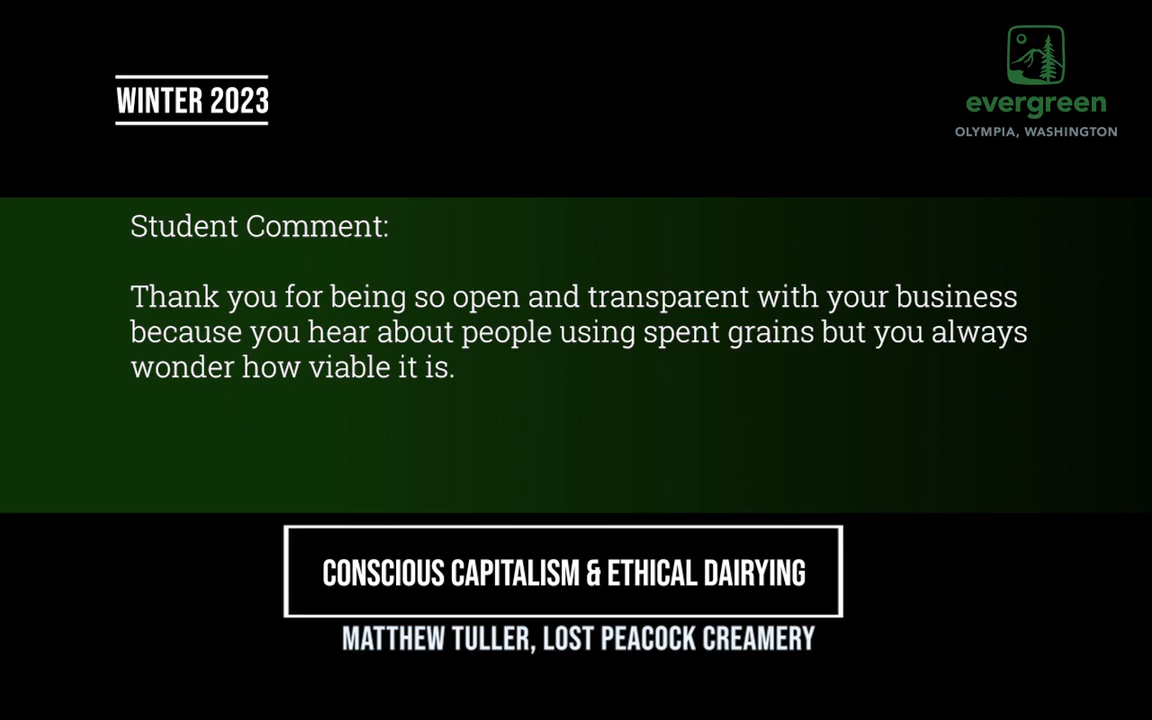 WINTER 2023
evergreen
OLYMPIA, WASHINGTON
Student Comment:
Thank you for being so open and transparent with your business
because you hear about people using spent grains but you always
wonder how viable it is.
CONSCIOUS CAPITALISM & ETHICAL DAIRYING
MATTHEW TULLER, LOST PEACOCK CREAMERY